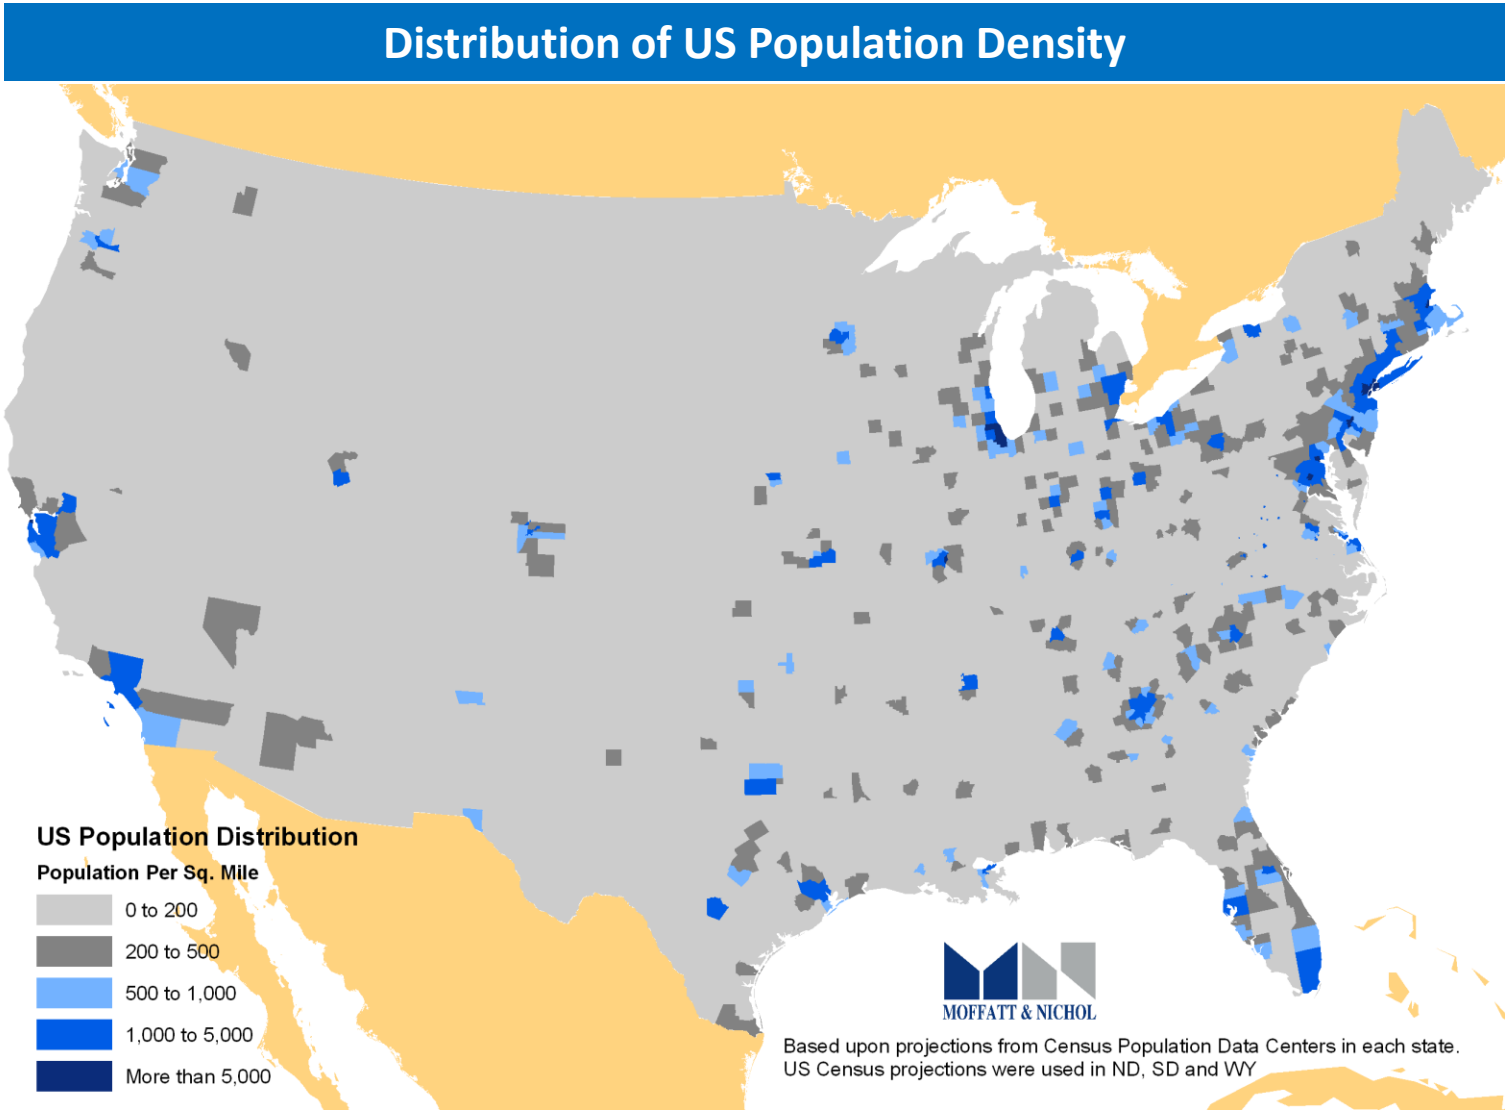 Distribution of US Population Density
US Population Distribution
Population Per Sq. Mile
0 to 200
200 to 500
500 to 1,000
1,000 to 5,000
More than 5,000
MOFFATT & NICHOL
Based upon projections from Census Population Data Centers in each state.
US Census projections were used in ND, SD and WY